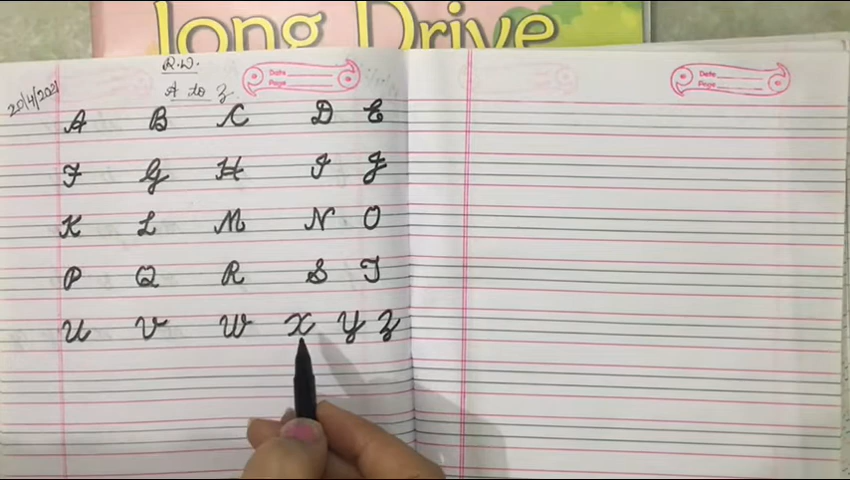 long Drive
R.W.
Date
Page
Date
Page
20/4/2021
A to Z
A B C D E
F G H I J
K L M N O
P Q R S T
U V W X Y Z